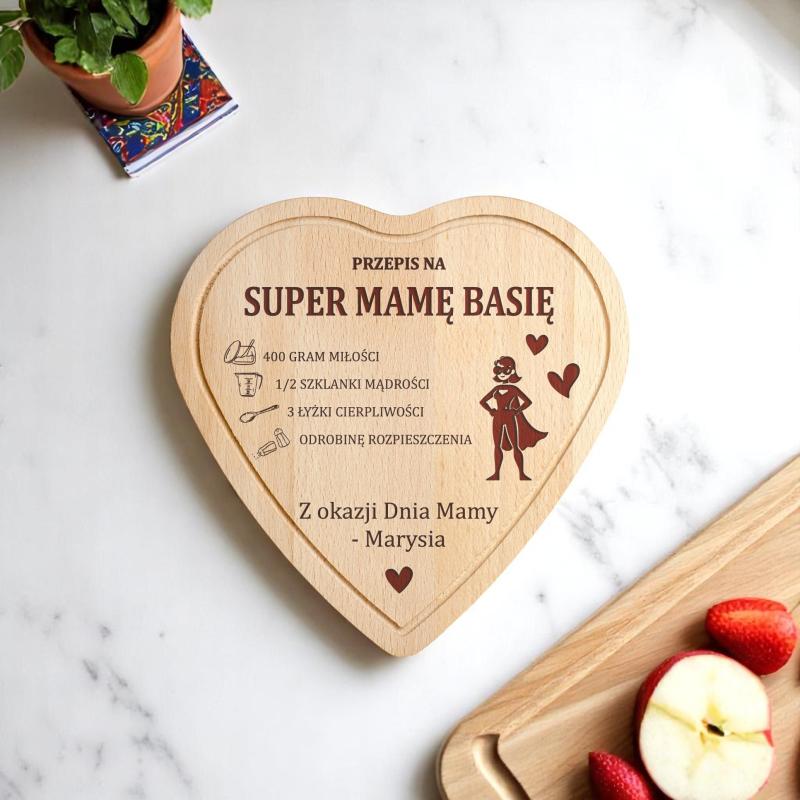 PRZEPIS NA
SUPER MAMĘ BASIĘ
400 GRAM MIŁOŚCI
1/2 SZKLANKI MĄDROŚCI
3 ŁYŻKI CIERPLIWOŚCI
ODROBINĘ ROZPIESZCZENIA
Z okazji Dnia Mamy
- Marysia